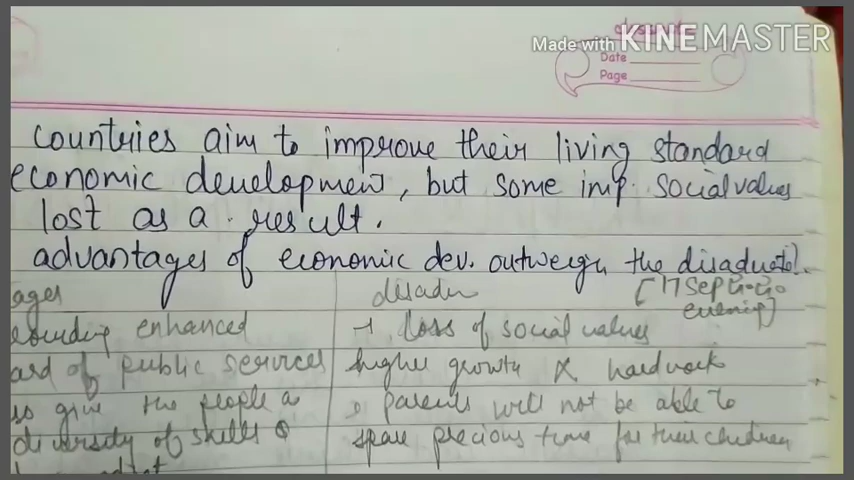 Made with KINEMASTER
Date
Page
countries aim to improve their living standard
economic development, but some imp. social values
lost as a result.
advantages of economic dev. outweigh the
ages
disadv
[17 Sep
evening]
enhanced
→ loss of social values
ard of public services
higher growth & hardwork
give the people a
parents will not be able to
diversity of skills &
spare precious time for their children